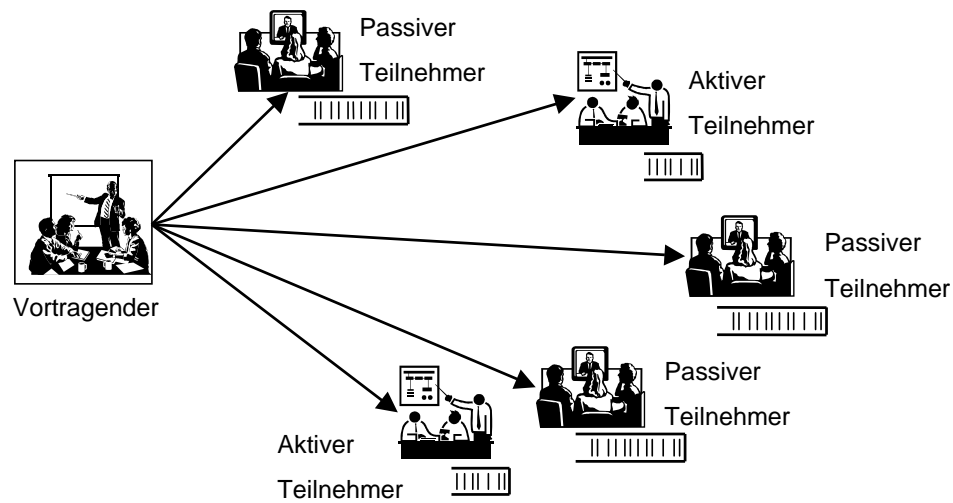 Passiver
Teilnehmer
Aktiver
Teilnehmer
Vortragender
Passiver
Teilnehmer
Passiver
Teilnehmer
Aktiver
Teilnehmer